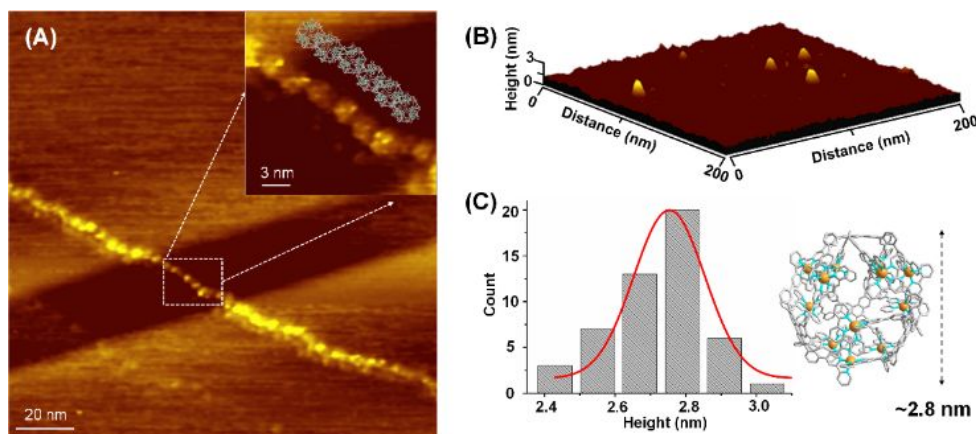 (A)
3 nm
20 nm
(B)
Height (nm)
3
0
0
Distance (nm)
200
0
Distance (nm)
200
(C)
Count
20
15
10
5
0
2.4 2.6 2.8 3.0
Height (nm)
~2.8 nm